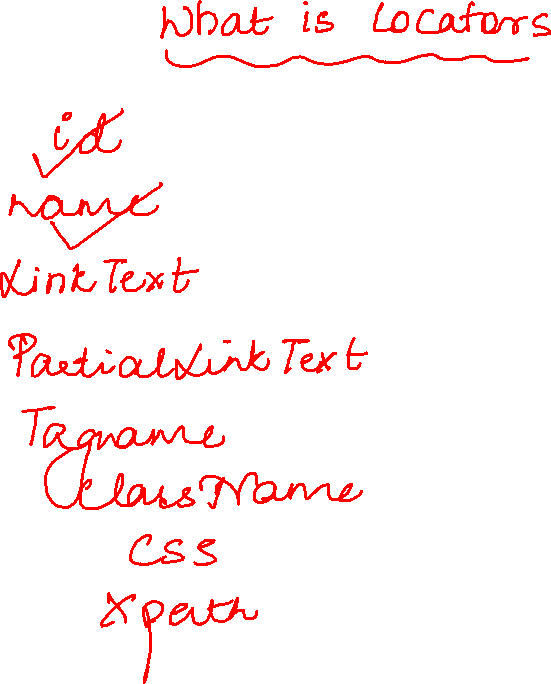 What is Locators
id
name
LinkText
PartialLinkText
Tagname
ClassName
CSS
Xpath